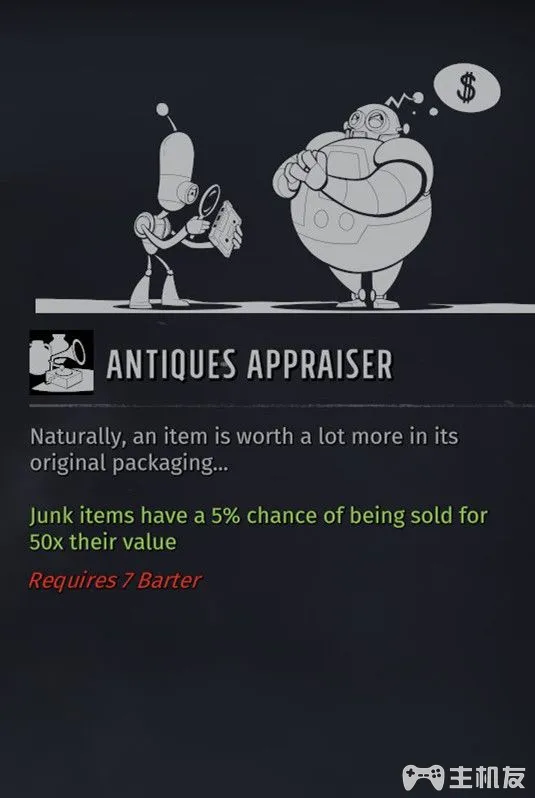 $
ANTIQUES APPRAISER
Naturally, an item is worth a lot more in its
original packaging...
Junk items have a 5% chance of being sold for
50x their value
Requires 7 Barter
主机友